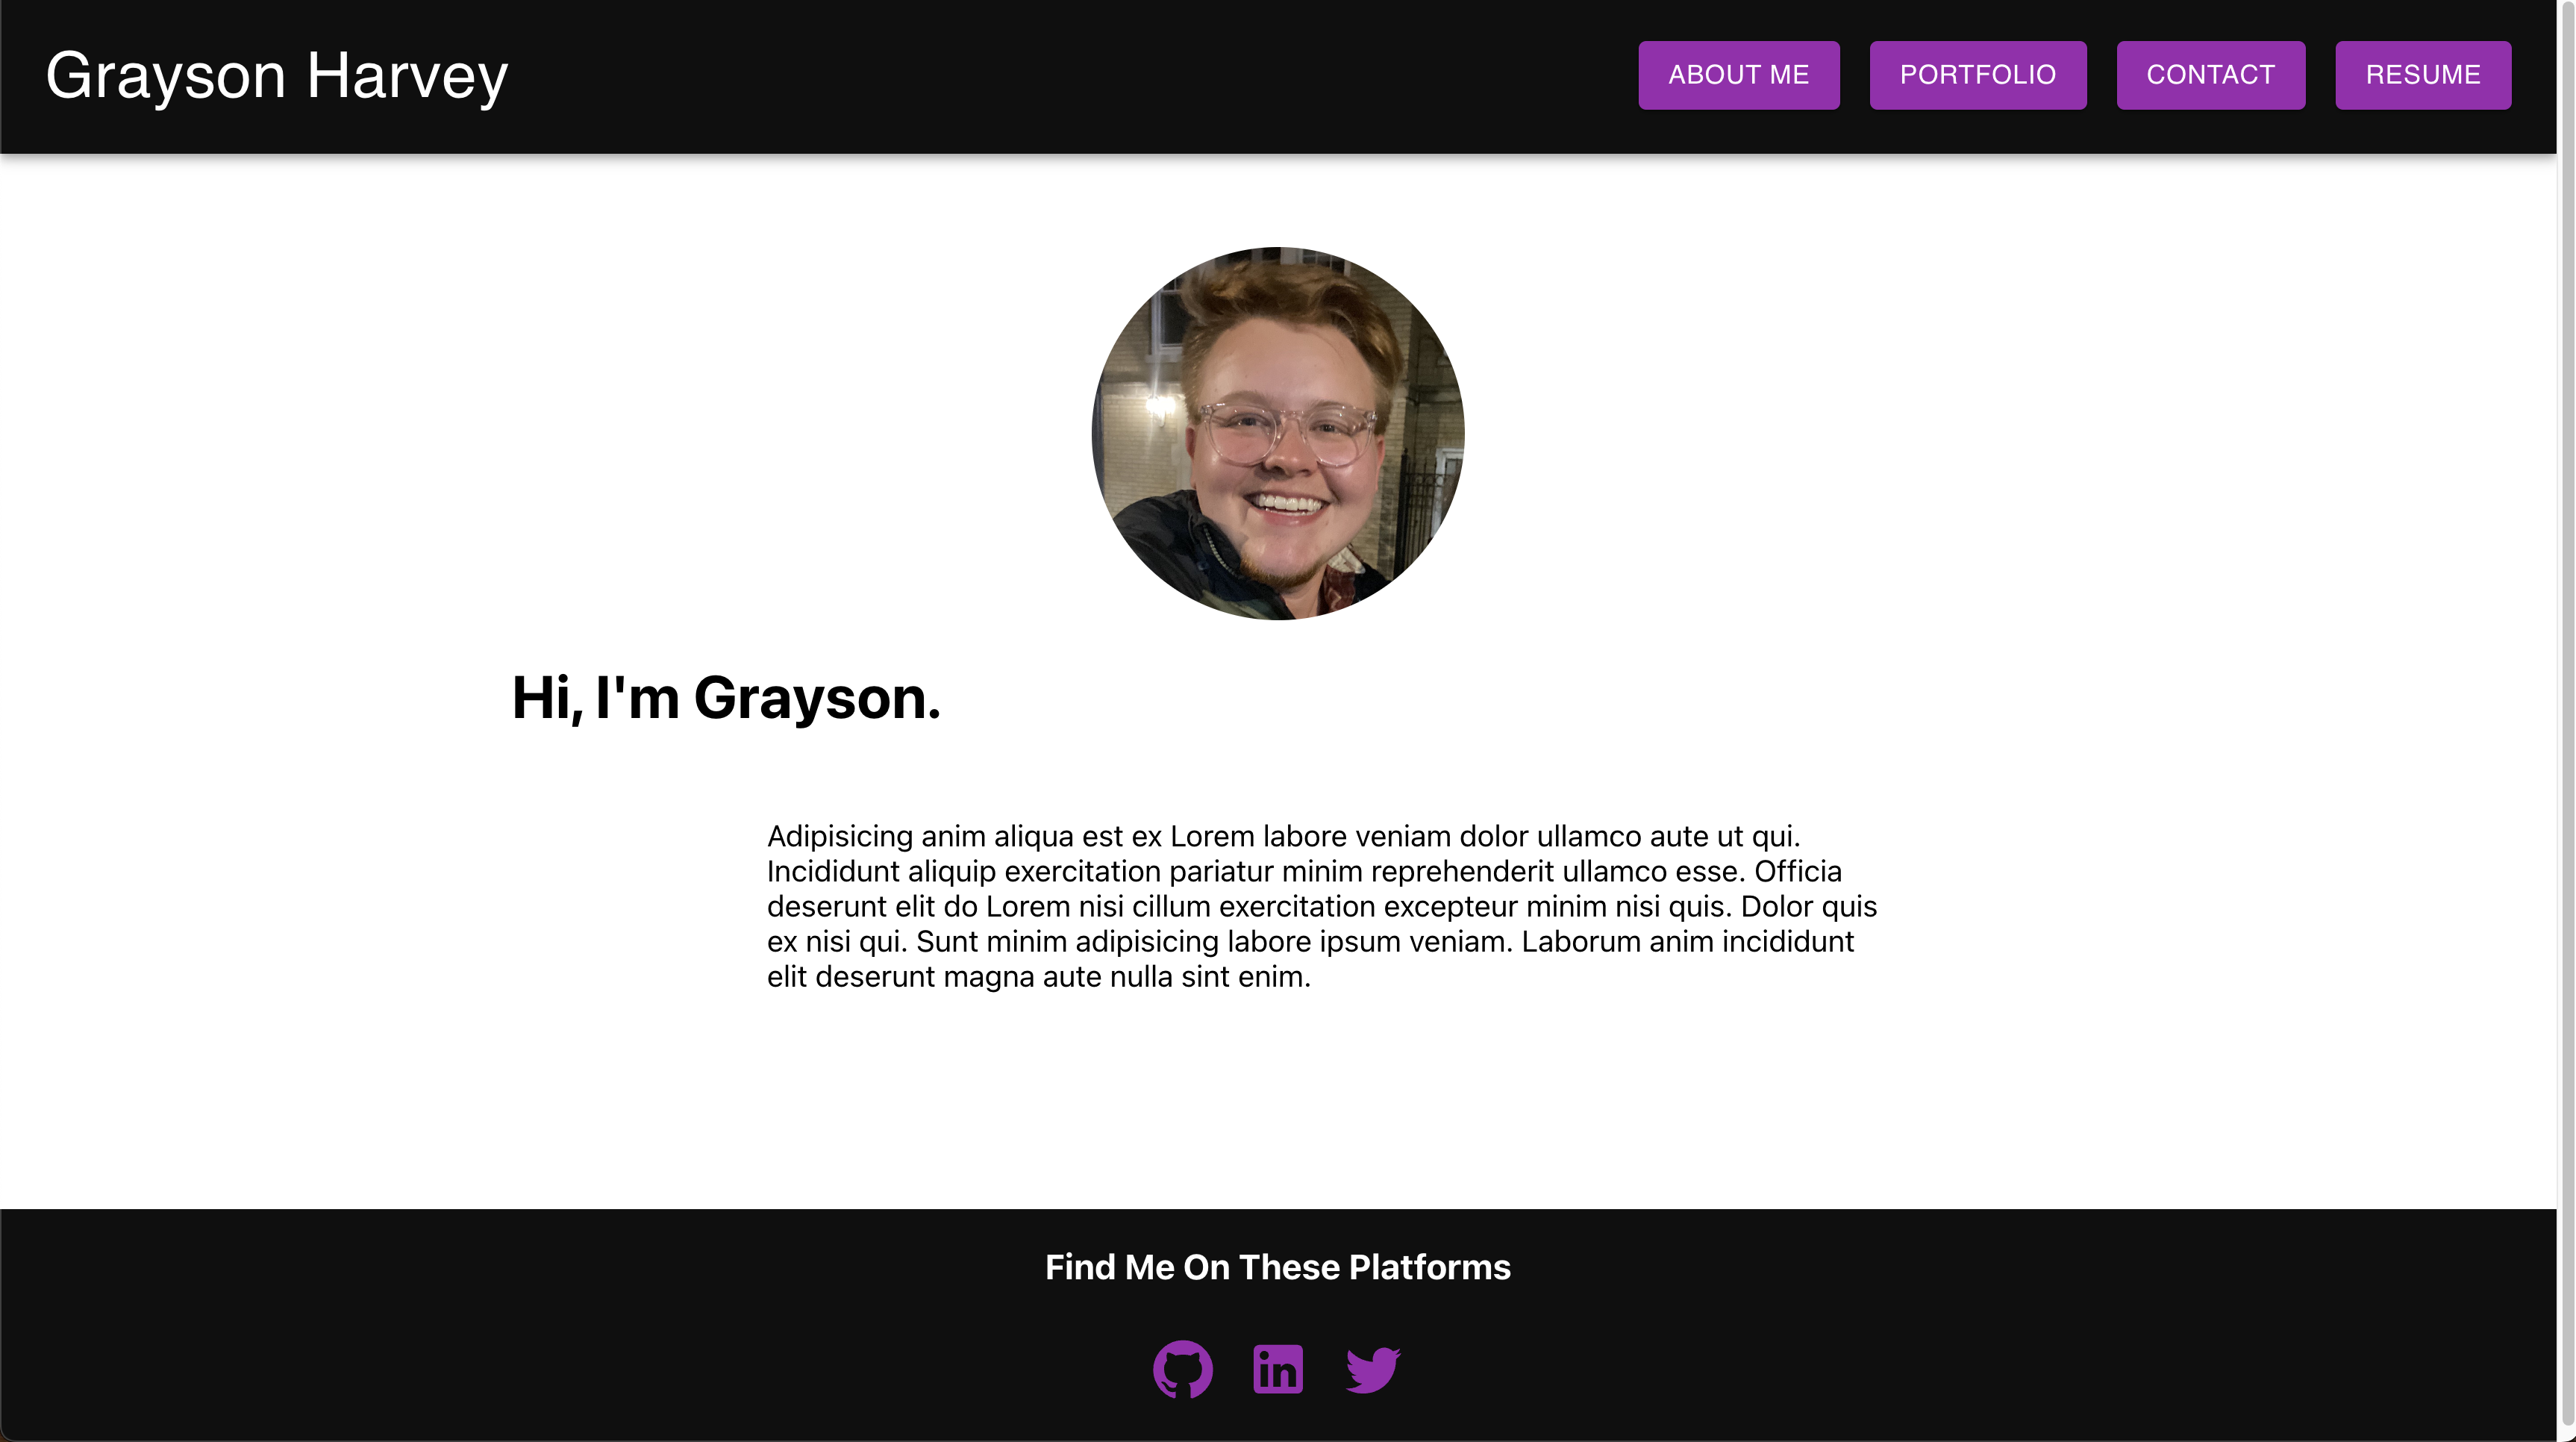 Grayson Harvey
ABOUT ME
PORTFOLIO
CONTACT
RESUME
Hi, I'm Grayson.
Adipisicing anim aliqua est ex Lorem labore veniam dolor ullamco aute ut qui.
Incididunt aliquip exercitation pariatur minim reprehenderit ullamco esse. Officia
deserunt elit do Lorem nisi cillum exercitation excepteur minim nisi quis. Dolor quis
ex nisi qui. Sunt minim adipisicing labore ipsum veniam. Laborum anim incididunt
elit deserunt magna aute nulla sint enim.
Find Me On These Platforms
in